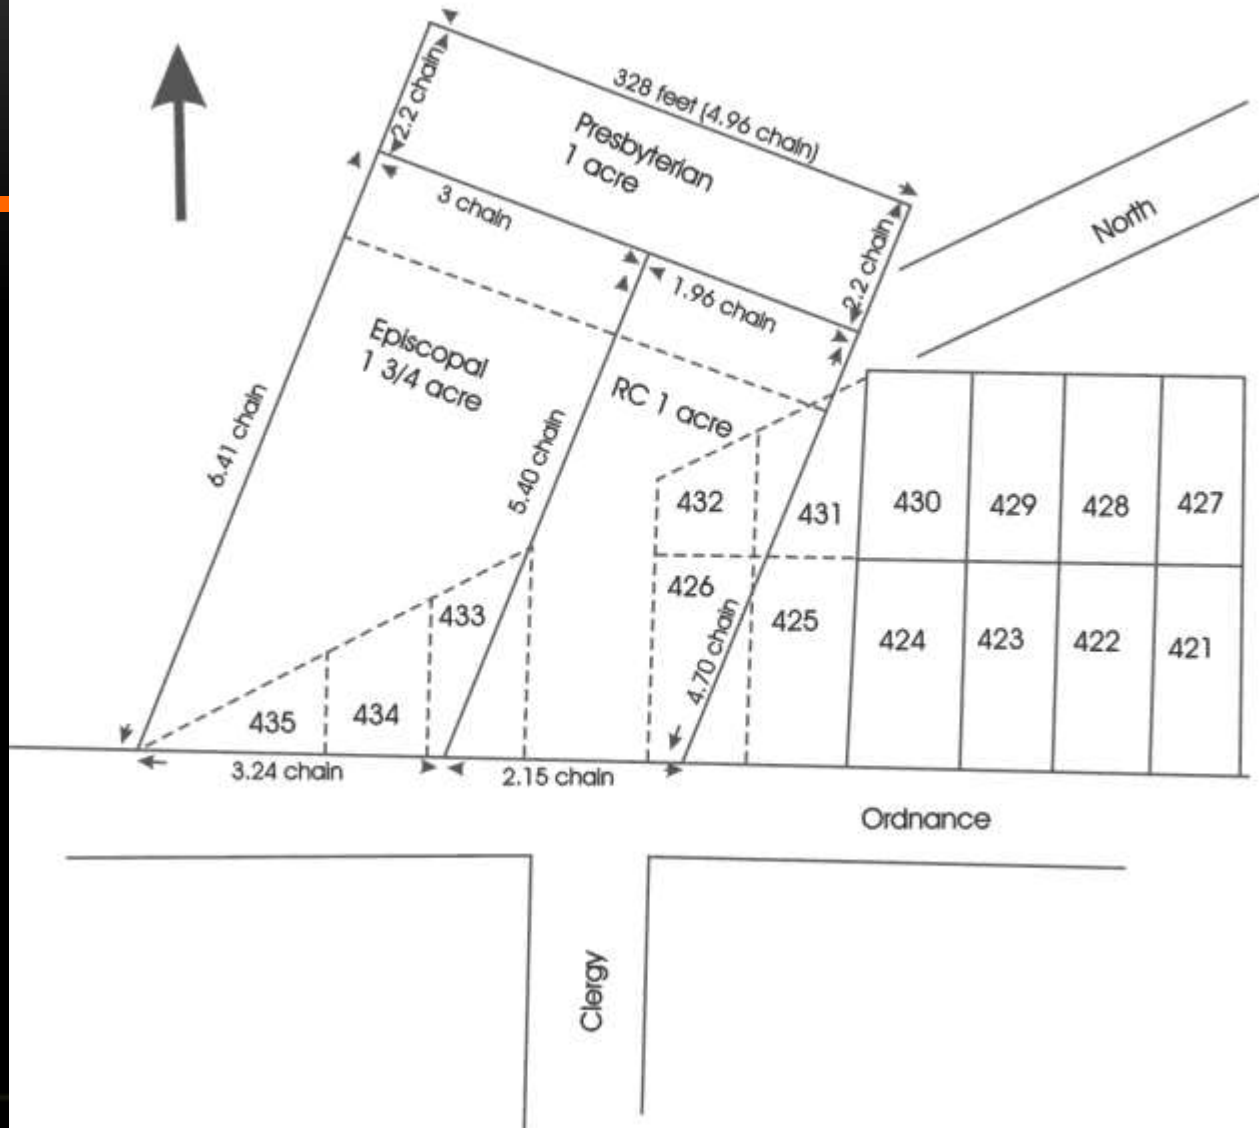 328 feet (4.96 chain)
2.2 chain
Presbyterian
1 acre
3 chain
2.2 chain
North
1.96 chain
Episcopal
1 3/4 acre
RC 1 acre
6.41 chain
5.40 chain
432
431
430
429
428
427
426
433
425
424
423
422
421
4.70 chain
435
434
3.24 chain
2.15 chain
Ordnance
Clergy